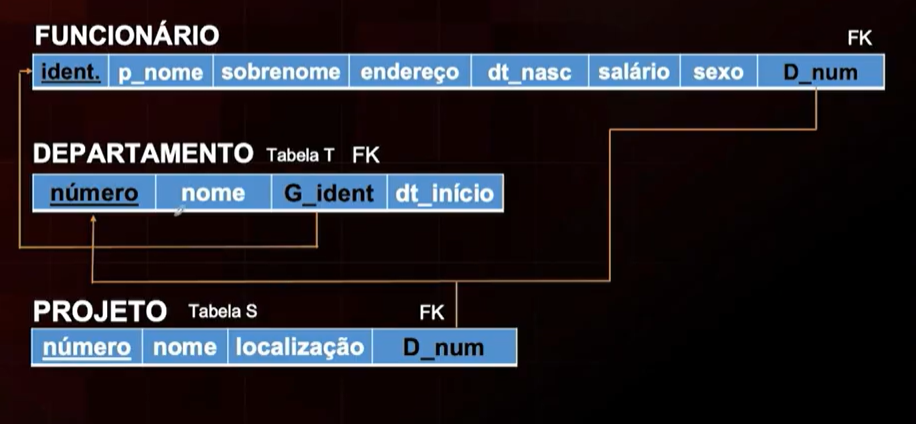 FUNCIONÁRIO FK
ident. p_nome sobrenome endereço dt_nasc salário sexo D_num
DEPARTAMENTO Tabela T FK
número nome G_ident dt_início
PROJETO Tabela S FK
número nome localização D_num